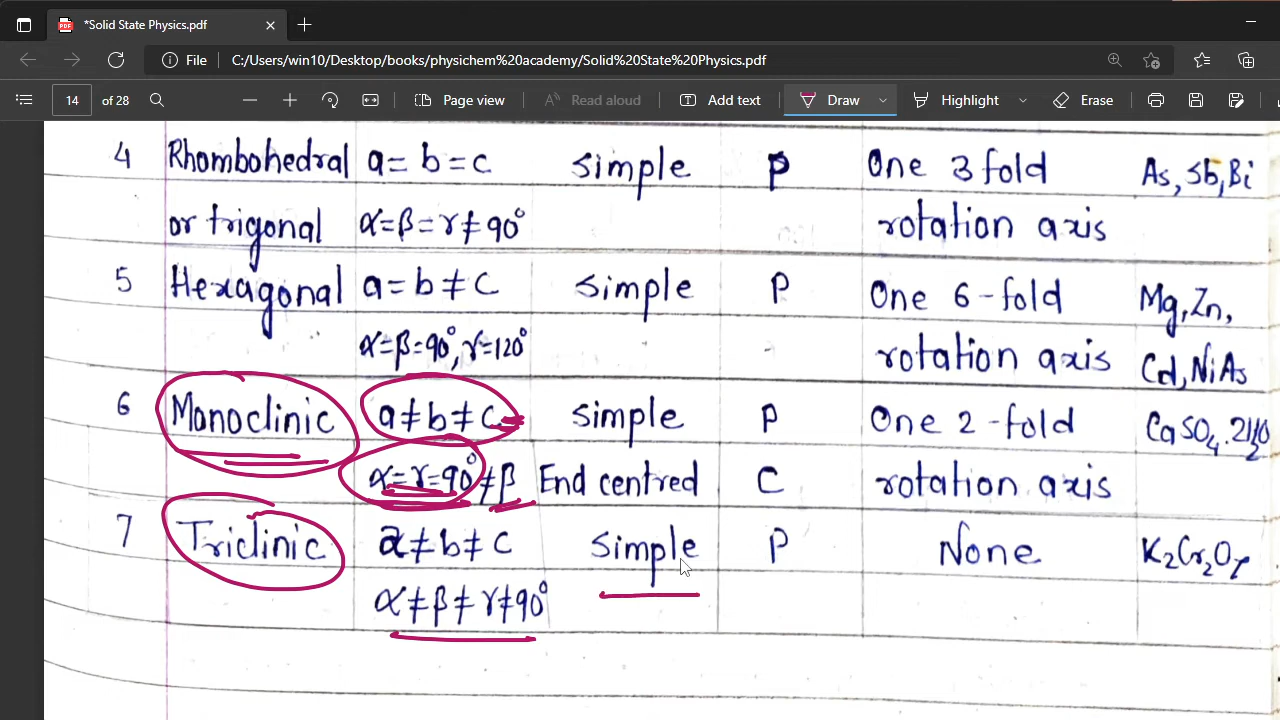 *Solid State Physics.pdf
File C:/Users/win10/Desktop/books/physichem%20academy/Solid%20State%20Physics.pdf
14 of 28 Page view Read aloud Add text Draw Highlight Erase
4 Rhombohedral a = b = c simple P One 3 fold As, Sb, Bi
or trigonal α=β=γ≠90° rotation axis
5 Hexagonal a = b ≠ c simple P One 6-fold Mg, Zn,
α=β=90°, γ=120° rotation axis Cd, NiAs
6 Monoclinic a ≠ b ≠ c simple P One 2-fold CaSO4.2H2O
α=γ=90°≠β End centred C rotation axis
7 Triclinic a ≠ b ≠ c simple P None K2Cr2O7
α≠β≠γ≠90°